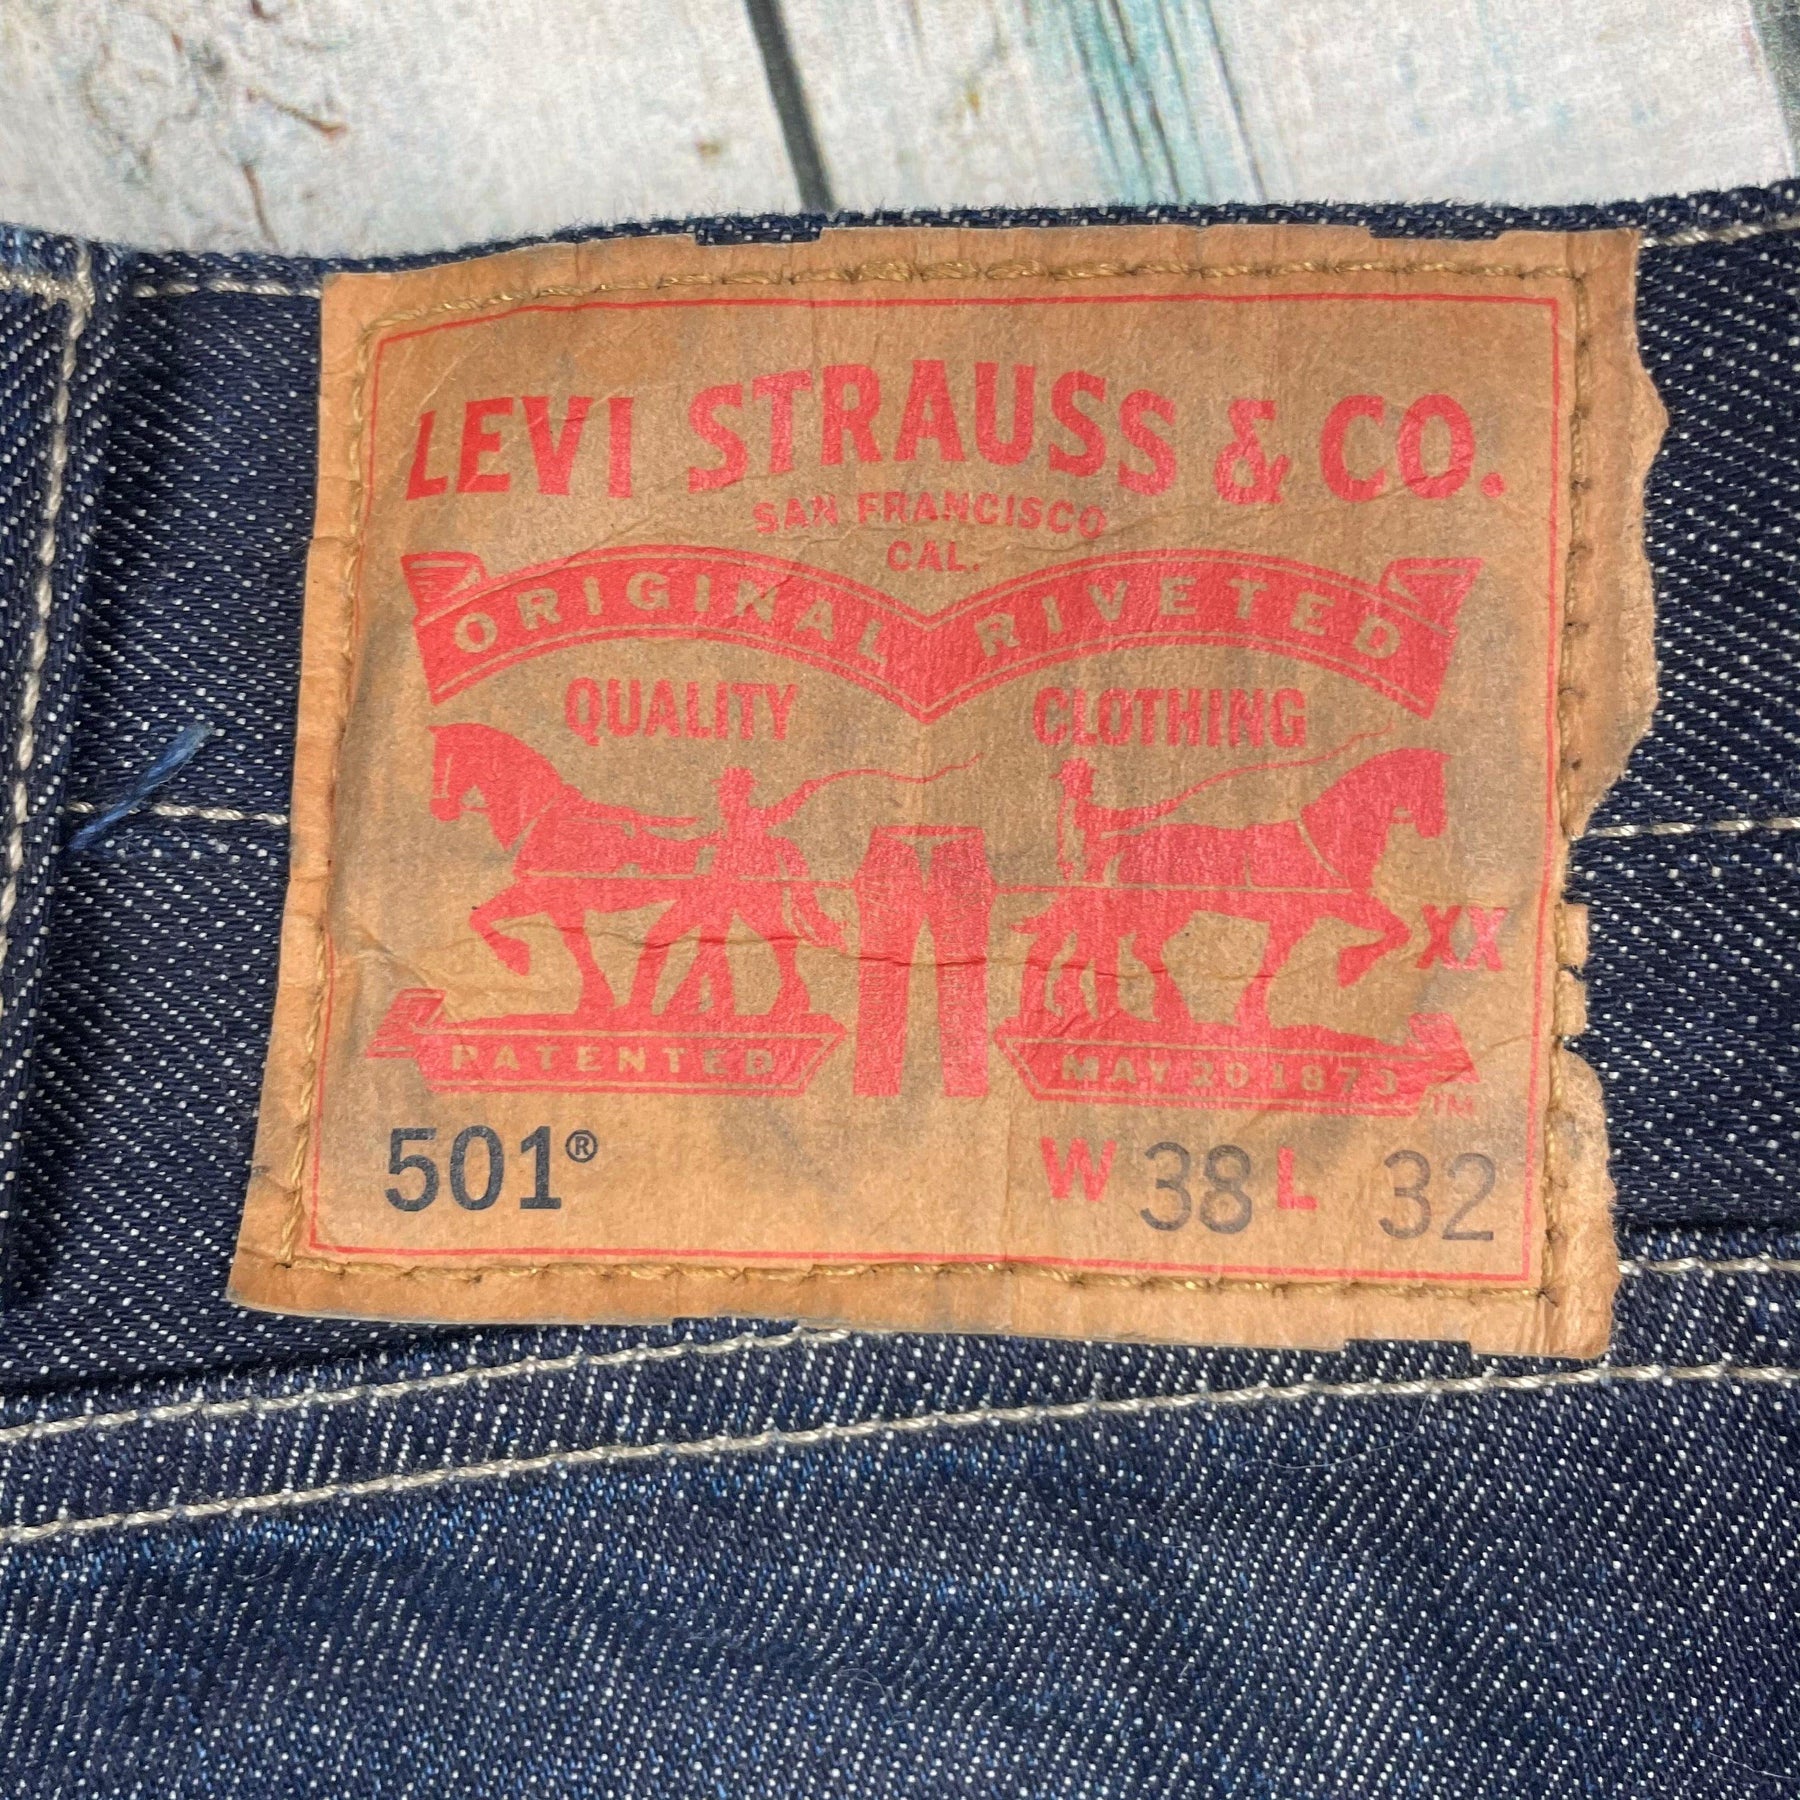 LEVI STRAUSS & CO.
SAN FRANCISCO
CAL.
ORIGINAL RIVETED
QUALITY CLOTHING
XX
PATENTED MAY 20 1873 TM
501® W 38 L 32